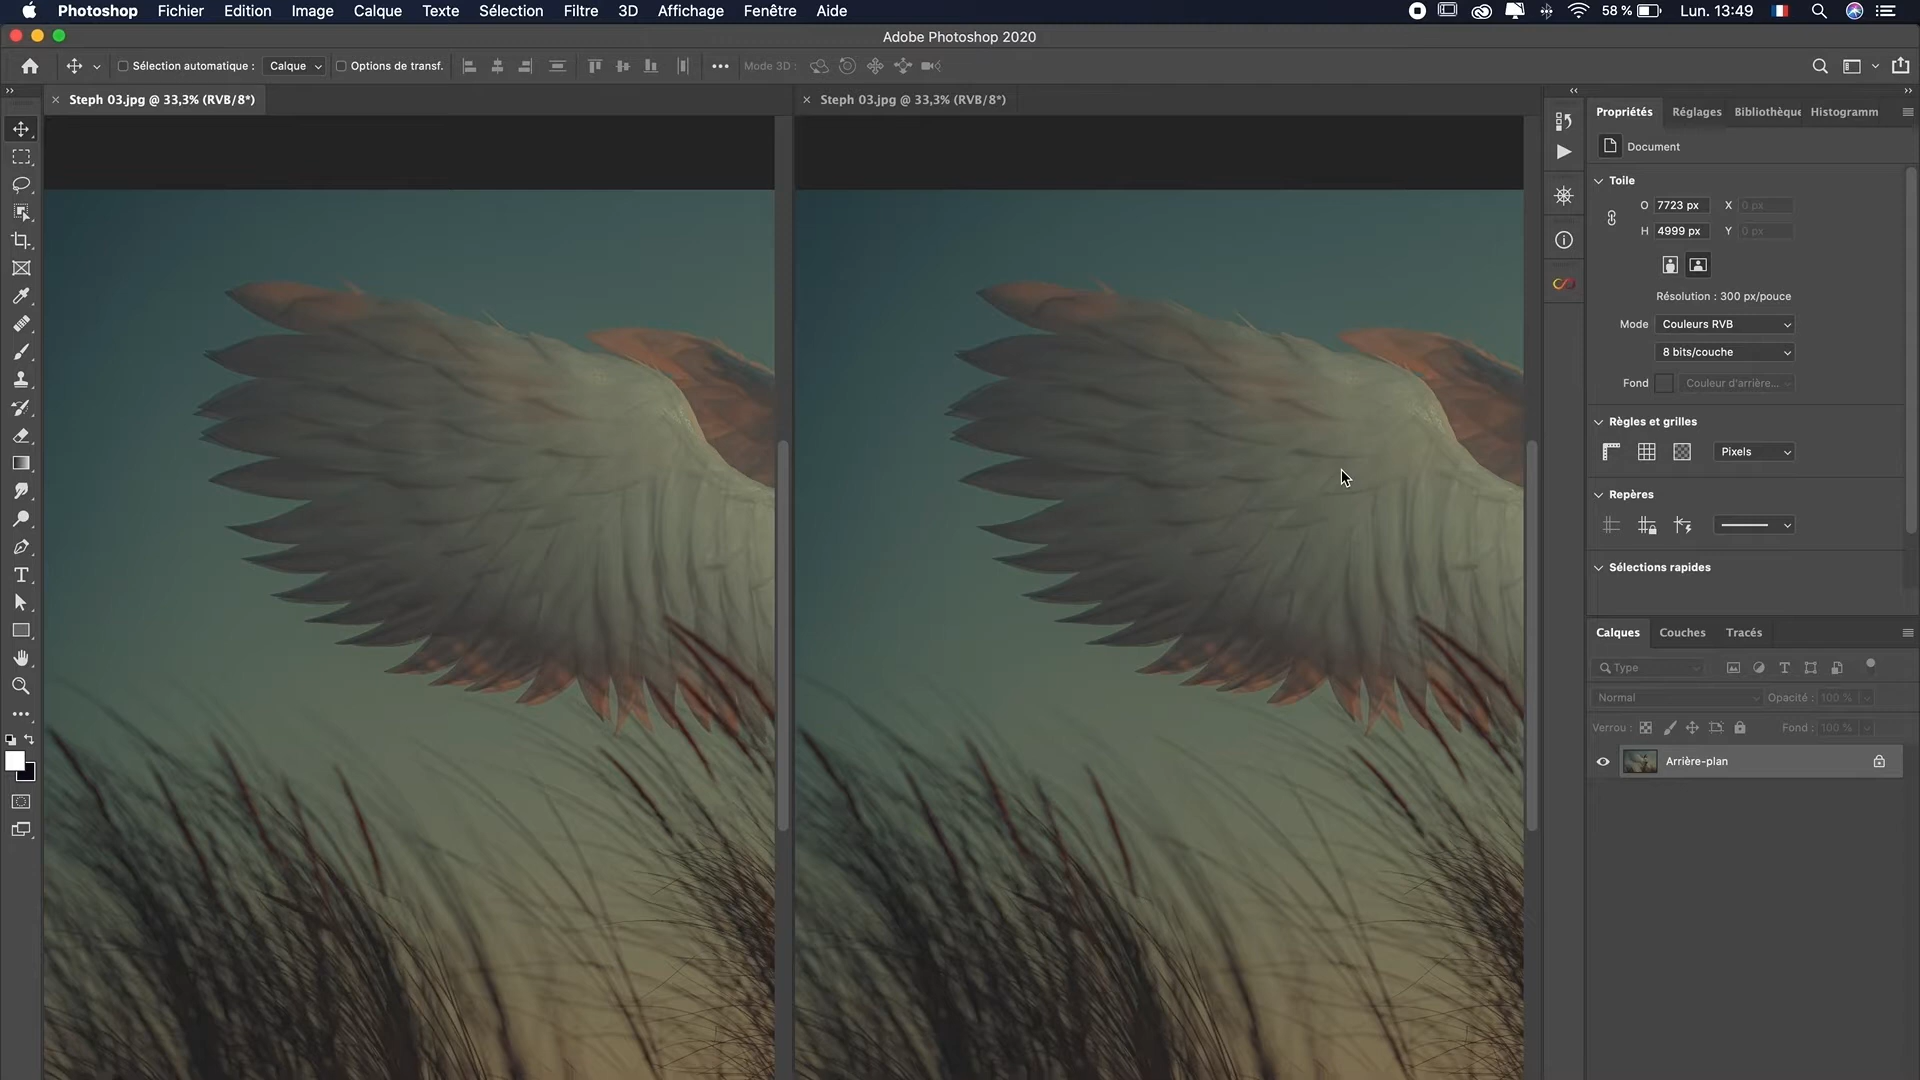 Photoshop Fichier Edition Image Calque Texte Sélection Filtre 3D Affichage Fenêtre Aide 58 % Lun. 13:49
Adobe Photoshop 2020
Sélection automatique : Calque Options de transf. Mode 3D :
Steph 03.jpg @ 33,3% (RVB/8*) Steph 03.jpg @ 33,3% (RVB/8*)
Propriétés Réglages Bibliothèque Histogramm
Document
Toile
O 7723 px X 0 px
H 4999 px Y 0 px
Résolution : 300 px/pouce
Mode Couleurs RVB
8 bits/couche
Fond Couleur d'arrière...
Règles et grilles
Pixels
Repères
Sélections rapides
Calques Couches Tracés
Type
Normal Opacité : 100 %
Verrou : Fond : 100 %
Arrière-plan